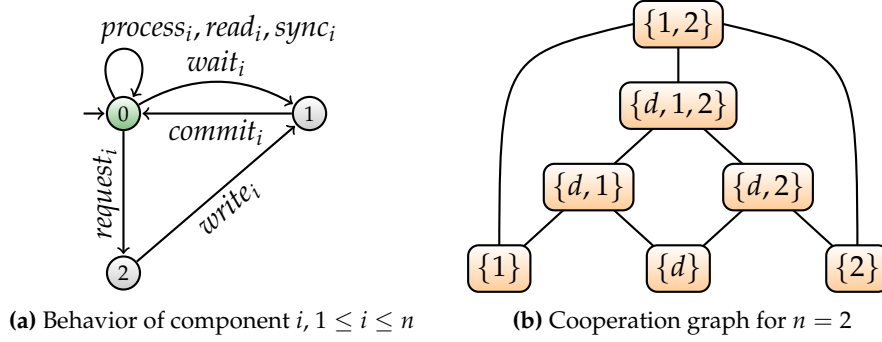 process_i, read_i, sync_i
wait_i
0
1
commit_i
request_i
write_i
2
(a) Behavior of component i, 1 ≤ i ≤ n
{1, 2}
{d, 1, 2}
{d, 1}
{d, 2}
{1}
{d}
{2}
(b) Cooperation graph for n = 2